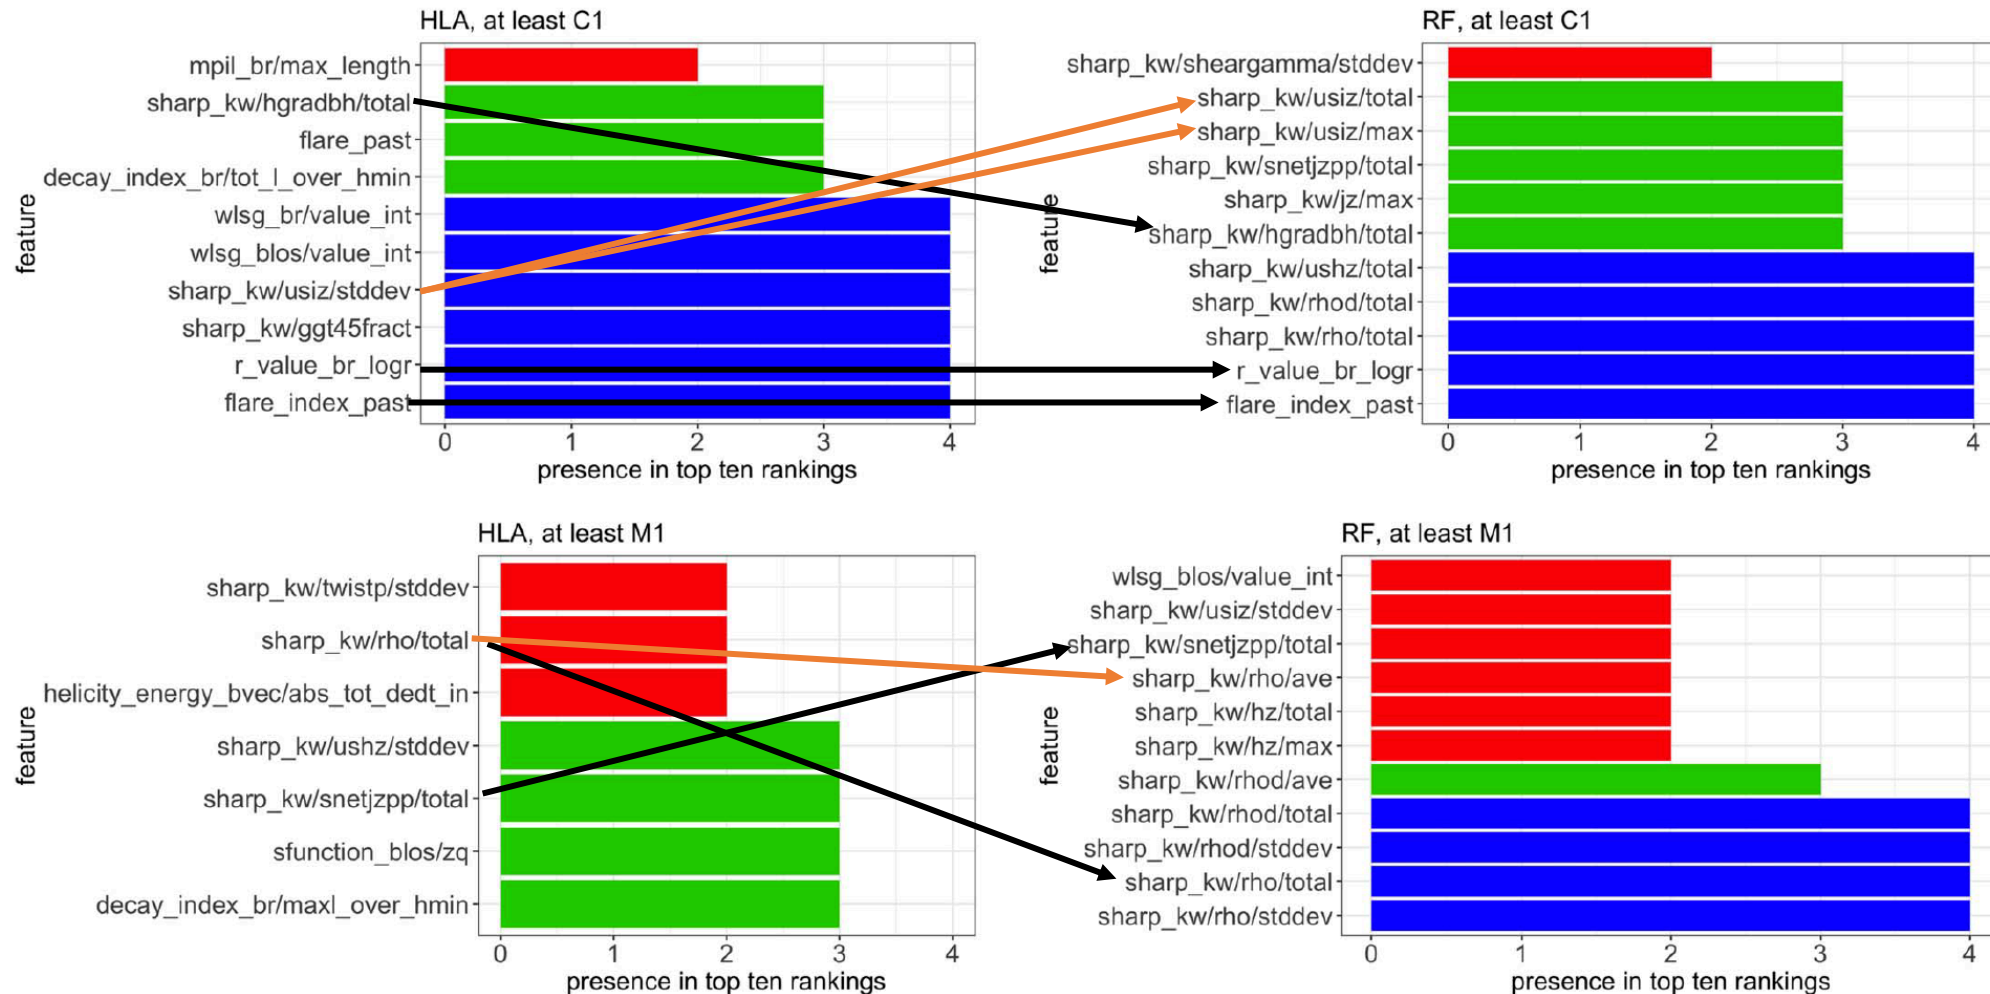 HLA, at least C1
feature
mpil_br/max_length
sharp_kw/hgradbh/total
flare_past
decay_index_br/tot_l_over_hmin
wlsg_br/value_int
wlsg_blos/value_int
sharp_kw/usiz/stddev
sharp_kw/ggt45fract
r_value_br_logr
flare_index_past
0 1 2 3 4
presence in top ten rankings
RF, at least C1
feature
sharp_kw/sheargamma/stddev
sharp_kw/usiz/total
sharp_kw/usiz/max
sharp_kw/snetjzpp/total
sharp_kw/jz/max
sharp_kw/hgradbh/total
sharp_kw/ushz/total
sharp_kw/rhod/total
sharp_kw/rho/total
r_value_br_logr
flare_index_past
0 1 2 3 4
presence in top ten rankings
HLA, at least M1
feature
sharp_kw/twistp/stddev
sharp_kw/rho/total
helicity_energy_bvec/abs_tot_dedt_in
sharp_kw/ushz/stddev
sharp_kw/snetjzpp/total
sfunction_blos/zq
decay_index_br/maxl_over_hmin
0 1 2 3 4
presence in top ten rankings
RF, at least M1
feature
wlsg_blos/value_int
sharp_kw/usiz/stddev
sharp_kw/snetjzpp/total
sharp_kw/rho/ave
sharp_kw/hz/total
sharp_kw/hz/max
sharp_kw/rhod/ave
sharp_kw/rhod/total
sharp_kw/rhod/stddev
sharp_kw/rho/total
sharp_kw/rho/stddev
0 1 2 3 4
presence in top ten rankings